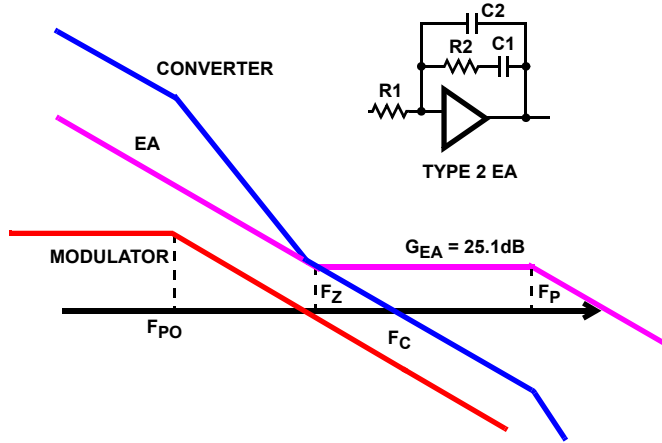 C2
R2
C1
R1
TYPE 2 EA
CONVERTER
EA
MODULATOR
GEA = 25.1dB
FZ
FP
FPO
FC